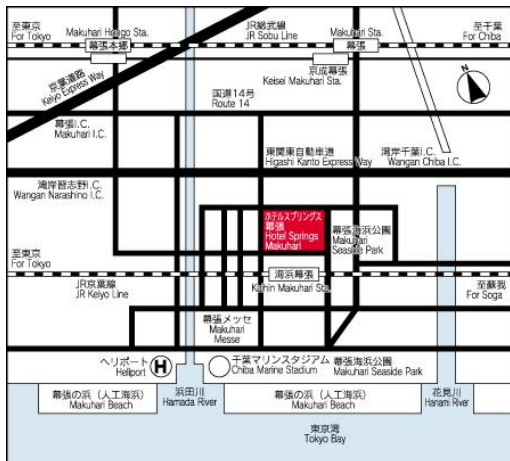 至東京
For Tokyo
Makuhari Hongo Sta.
幕張本郷
JR総武線
JR Sobu Line
Makuhari Sta.
幕張
至千葉
For Chiba
京成幕張
Keisei Makuhari Sta.
京葉道路
Keiyo Express Way
国道14号
Route 14
幕張I.C.
Makuhari I.C.
東関東自動車道
Higashi Kanto Express Way
湾岸千葉I.C.
Wangan Chiba I.C.
湾岸習志野I.C.
Wangan Narashino I.C.
ホテルスプリングス
幕張
Hotel Springs
Makuhari
幕張海浜公園
Makuhari
Seaside Park
至東京
For Tokyo
JR京葉線
JR Keiyo Line
海浜幕張
Kaihin Makuhari Sta.
至蘇我
For Soga
幕張メッセ
Makuhari
Messe
ヘリポート
Heliport
H
千葉マリンスタジアム
Chiba Marine Stadium
幕張海浜公園
Makuhari Seaside Park
幕張の浜（人工海浜）
Makuhari Beach
浜田川
Hamada River
幕張の浜（人工海浜）
Makuhari Beach
花見川
Hanami River
東京湾
Tokyo Bay